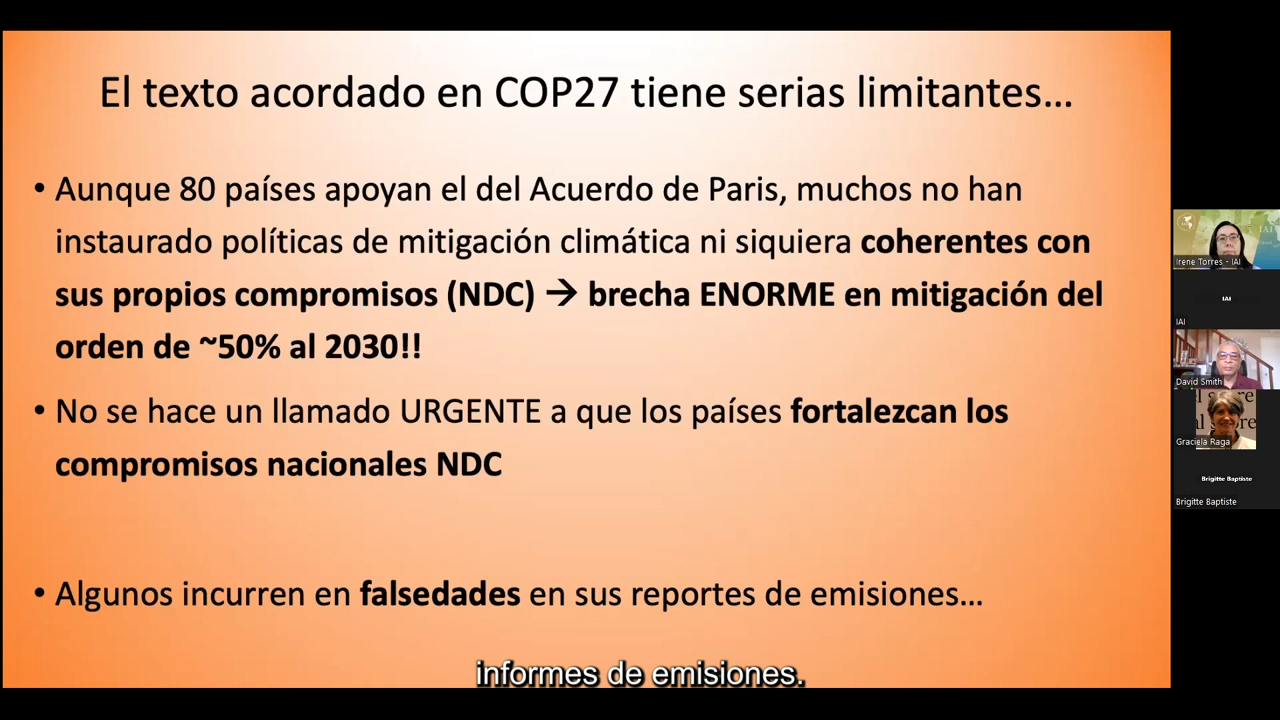 El texto acordado en COP27 tiene serias limitantes...
• Aunque 80 países apoyan el del Acuerdo de Paris, muchos no han
instaurado políticas de mitigación climática ni siquiera coherentes con
sus propios compromisos (NDC) → brecha ENORME en mitigación del
orden de ~50% al 2030!!
• No se hace un llamado URGENTE a que los países fortalezcan los
compromisos nacionales NDC
• Algunos incurren en falsedades en sus reportes de emisiones...
informes de emisiones.
IAI
Irene Torres - IAI
IAI
IAI
David Smith
Graciela Raga
Brigitte Baptiste
Brigitte Baptiste